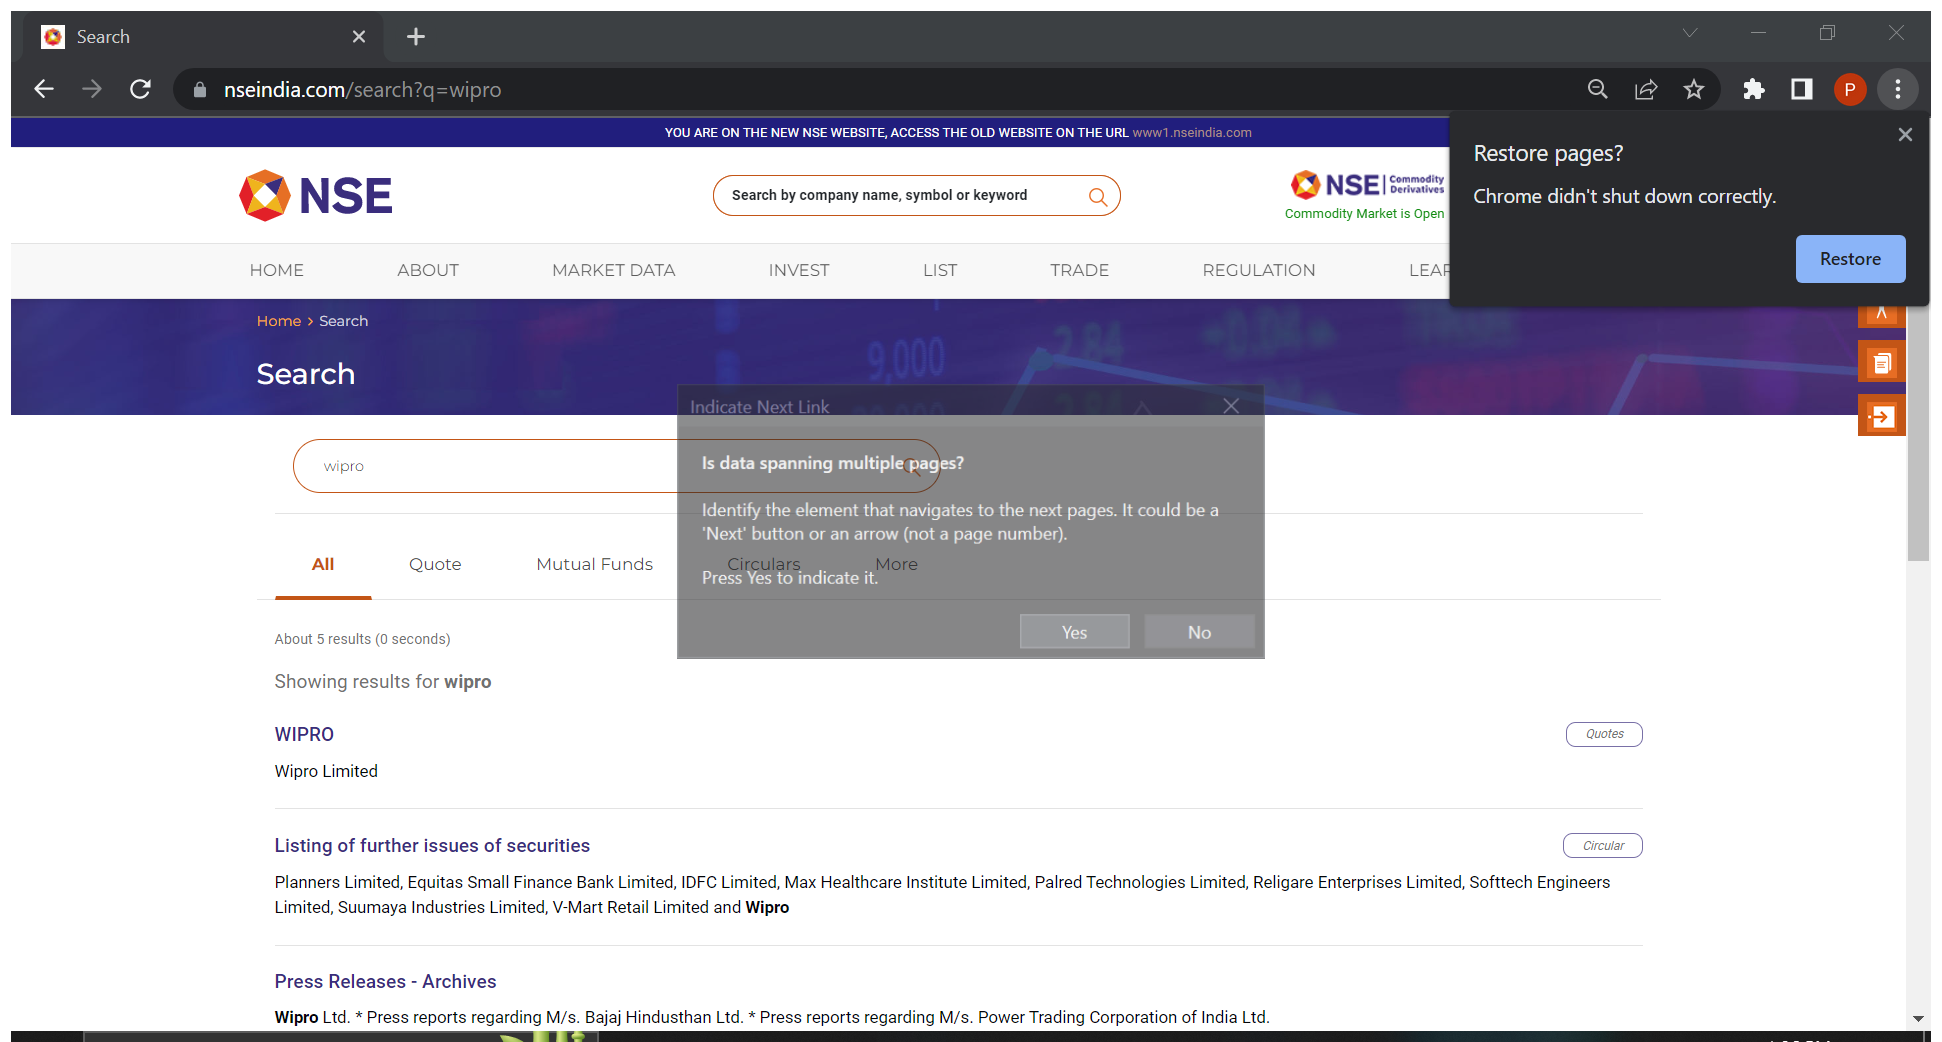 Search
nseindia.com/search?q=wipro
P
YOU ARE ON THE NEW NSE WEBSITE, ACCESS THE OLD WEBSITE ON THE URL www1.nseindia.com
Restore pages?
Chrome didn't shut down correctly.
Restore
NSE
Search by company name, symbol or keyword
NSE Commodity
Derivatives
Commodity Market is Open
HOME ABOUT MARKET DATA INVEST LIST TRADE REGULATION LEAR
Home > Search
Search
9,000
2.84
Indicate Next Link
Is data spanning multiple pages?
Identify the element that navigates to the next pages. It could be a
'Next' button or an arrow (not a page number).
Press Yes to indicate it.
Yes No
wipro
All Quote Mutual Funds Circulars More
About 5 results (0 seconds)
Showing results for wipro
WIPRO Quotes
Wipro Limited
Listing of further issues of securities Circular
Planners Limited, Equitas Small Finance Bank Limited, IDFC Limited, Max Healthcare Institute Limited, Palred Technologies Limited, Religare Enterprises Limited, Softtech Engineers
Limited, Suumaya Industries Limited, V-Mart Retail Limited and Wipro
Press Releases - Archives
Wipro Ltd. * Press reports regarding M/s. Bajaj Hindusthan Ltd. * Press reports regarding M/s. Power Trading Corporation of India Ltd.